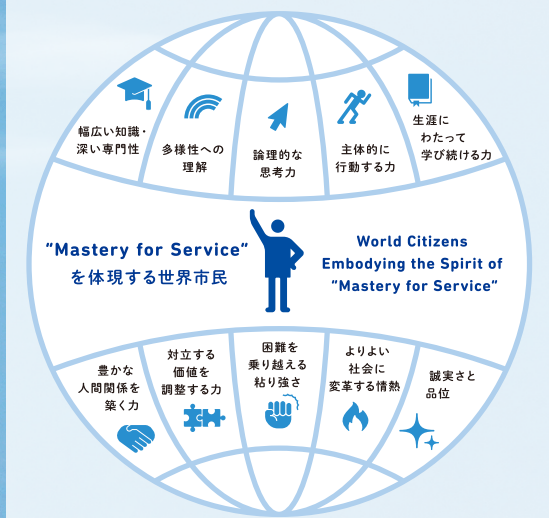 幅広い知識・
深い専門性
多様性への
理解
論理的な
思考力
主体的に
行動する力
生涯に
わたって
学び続ける力
“Mastery for Service”
を体現する世界市民
World Citizens
Embodying the Spirit of
“Mastery for Service”
豊かな
人間関係を
築く力
対立する
価値を
調整する力
困難を
乗り越える
粘り強さ
よりよい
社会に
変革する情熱
誠実さと
品位